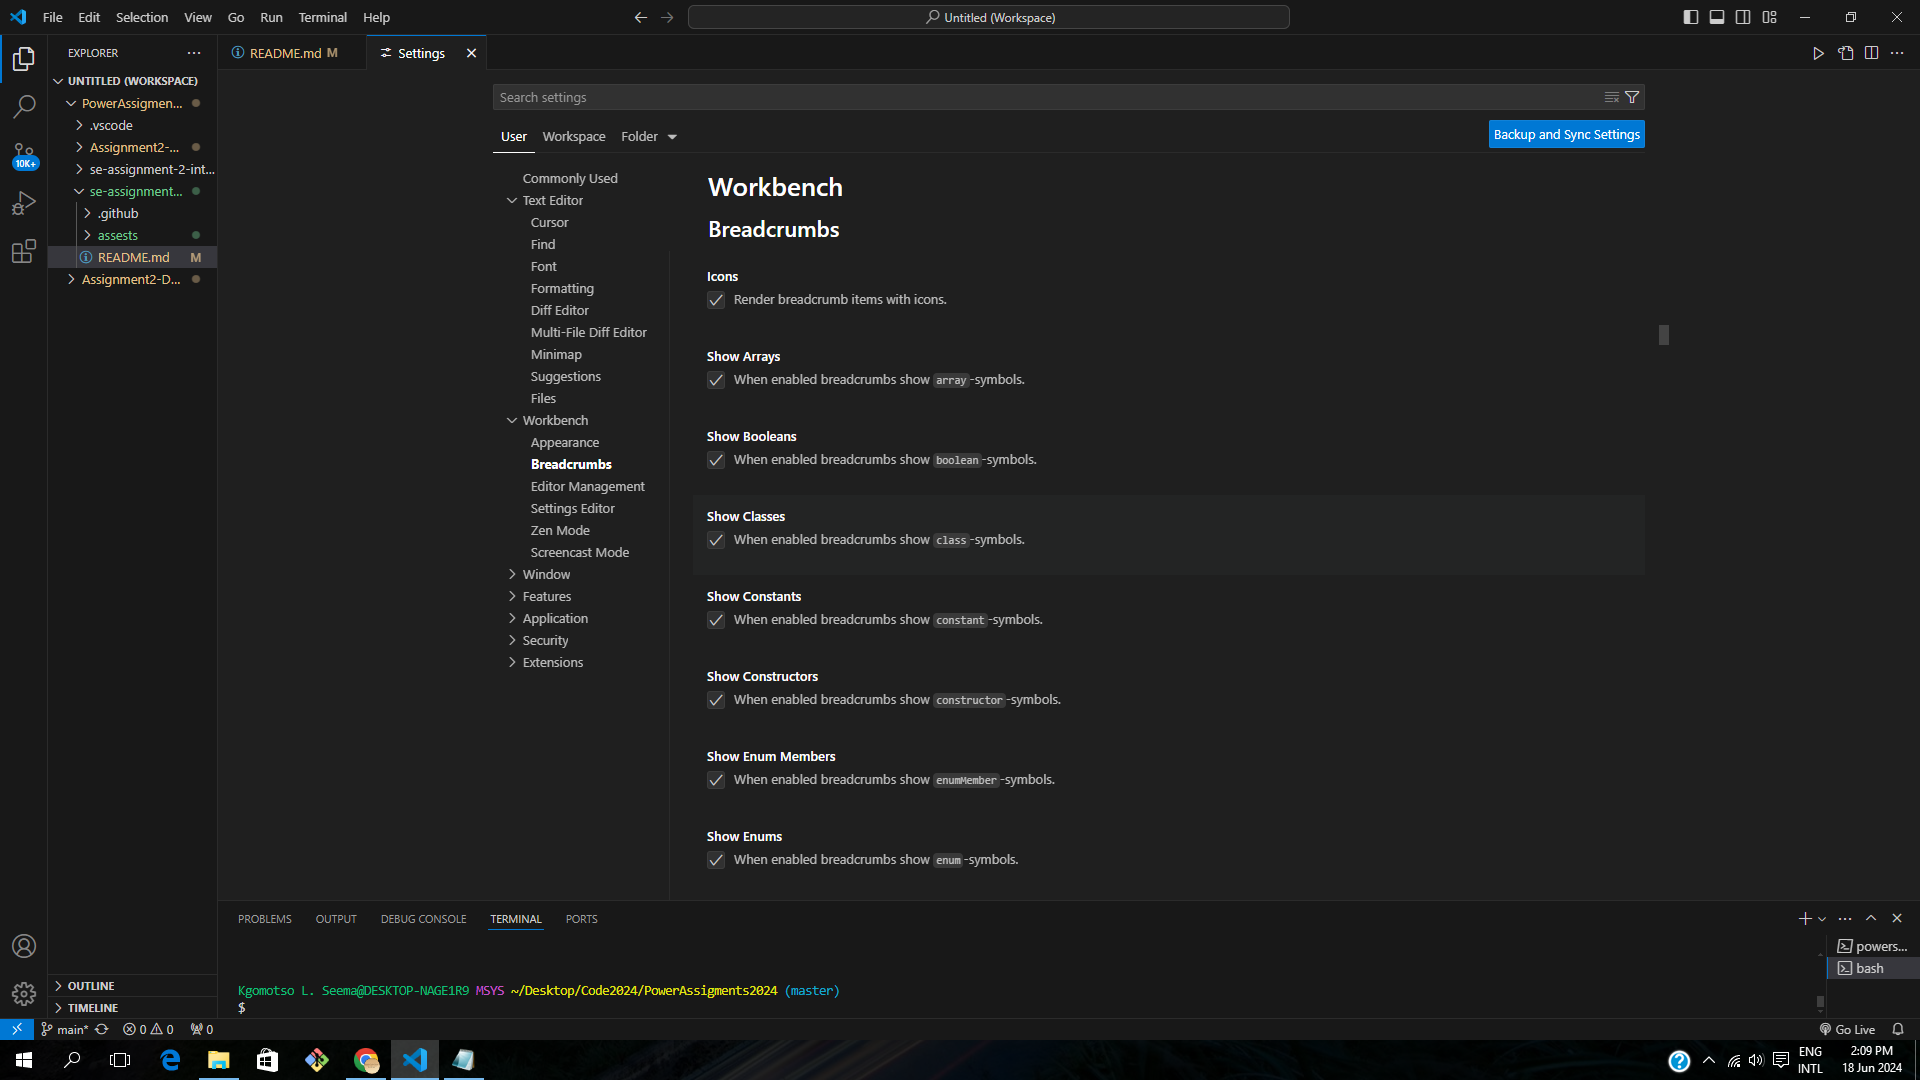 File Edit Selection View Go Run Terminal Help
Untitled (Workspace)
EXPLORER
UNTITLED (WORKSPACE)
PowerAssigmen...
.vscode
Assignment2-...
se-assignment-2-int...
se-assignment...
.github
assests
README.md M
Assignment2-D...
10K+
OUTLINE
TIMELINE
README.md M
Settings
Search settings
User Workspace Folder
Backup and Sync Settings
Commonly Used
Text Editor
Cursor
Find
Font
Formatting
Diff Editor
Multi-File Diff Editor
Minimap
Suggestions
Files
Workbench
Appearance
Breadcrumbs
Editor Management
Settings Editor
Zen Mode
Screencast Mode
Window
Features
Application
Security
Extensions
Workbench
Breadcrumbs
Icons
Render breadcrumb items with icons.
Show Arrays
When enabled breadcrumbs show array-symbols.
Show Booleans
When enabled breadcrumbs show boolean-symbols.
Show Classes
When enabled breadcrumbs show class-symbols.
Show Constants
When enabled breadcrumbs show constant-symbols.
Show Constructors
When enabled breadcrumbs show constructor-symbols.
Show Enum Members
When enabled breadcrumbs show enumMember-symbols.
Show Enums
When enabled breadcrumbs show enum-symbols.
PROBLEMS OUTPUT DEBUG CONSOLE TERMINAL PORTS
powers...
bash
Kgomotso L. Seema@DESKTOP-NAGE1R9 MSYS ~/Desktop/Code2024/PowerAssigments2024 (master)
$
main* 0 0 0
Go Live
ENG
INTL
2:09 PM
18 Jun 2024